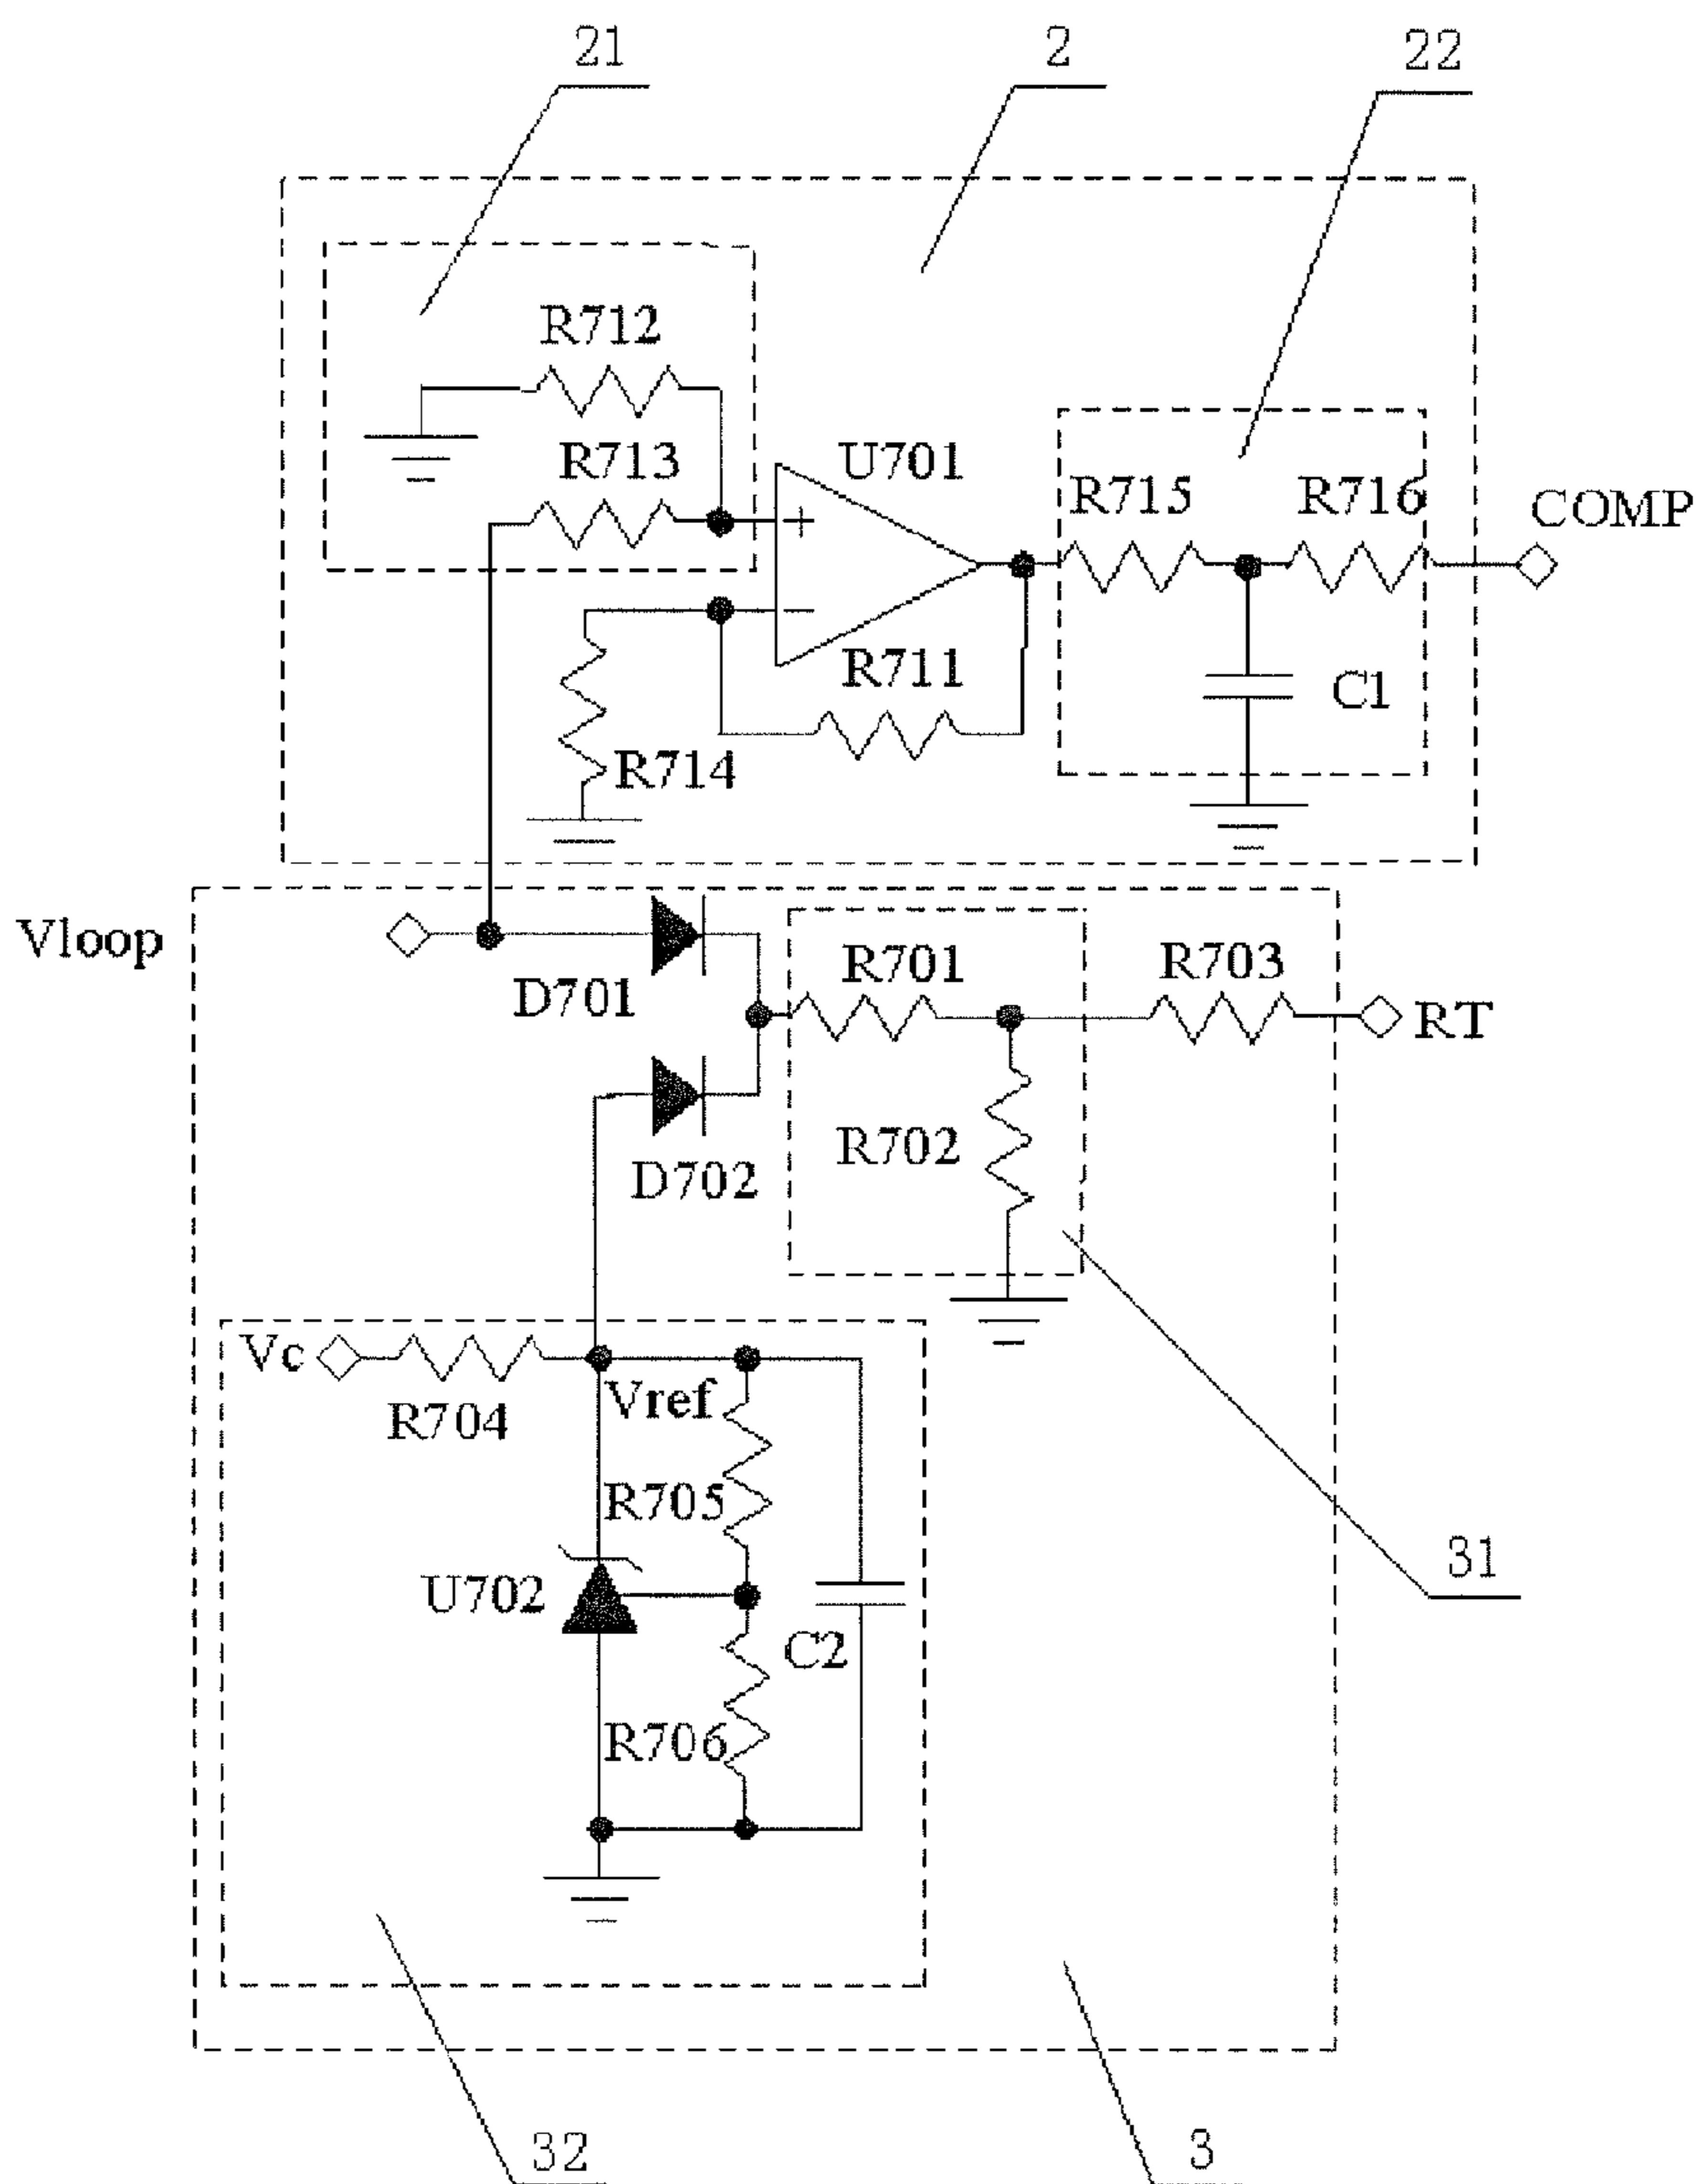 21
2
22
R712
R713
U701
R715
R716
COMP
+
−
R711
C1
R714
Vloop
D701
R701
R703
RT
R702
D702
Vc
R704
Vref
R705
U702
31
C2
R706
32
3